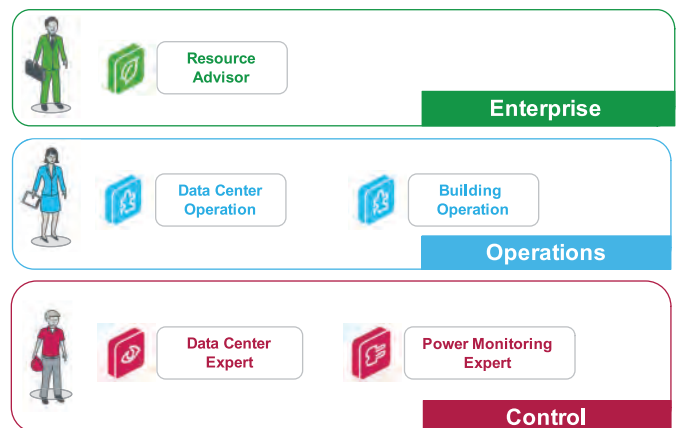 Resource
Advisor
Enterprise
Data Center
Operation
Building
Operation
Operations
Data Center
Expert
Power Monitoring
Expert
Control